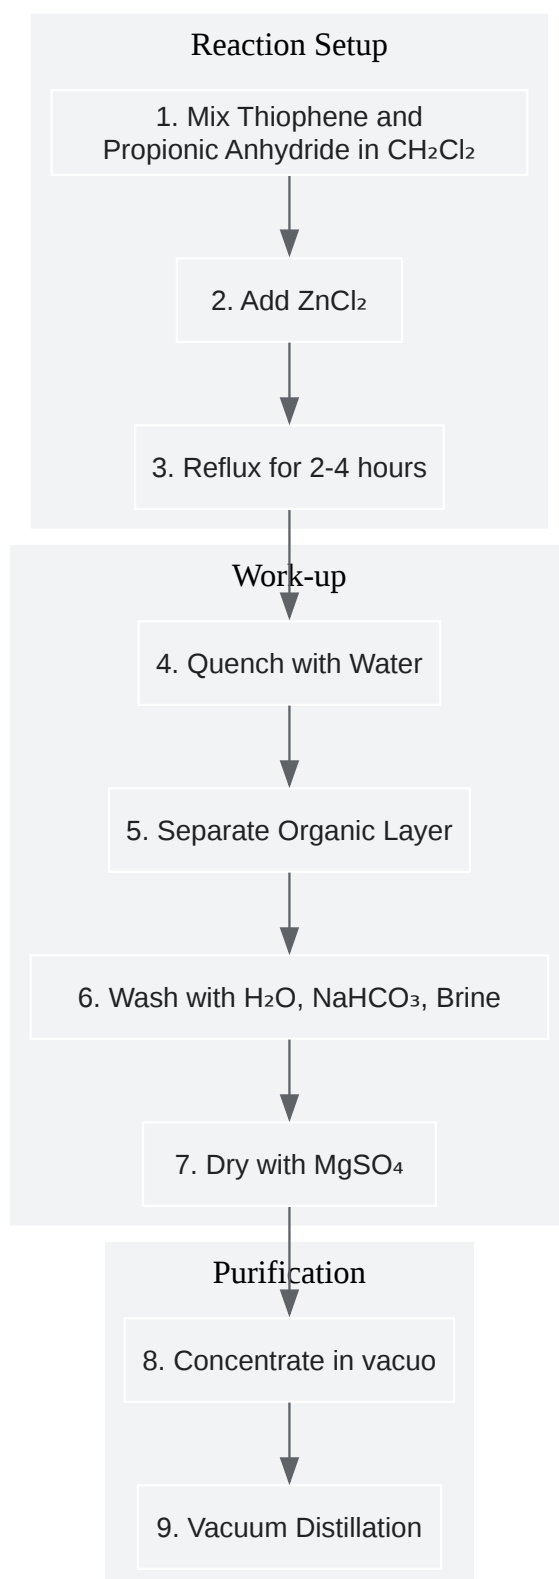 Reaction Setup
1. Mix Thiophene and
Propionic Anhydride in CH₂Cl₂
2. Add ZnCl₂
3. Reflux for 2-4 hours
Work-up
4. Quench with Water
5. Separate Organic Layer
6. Wash with H₂O, NaHCO₃, Brine
7. Dry with MgSO₄
Purification
8. Concentrate in vacuo
9. Vacuum Distillation